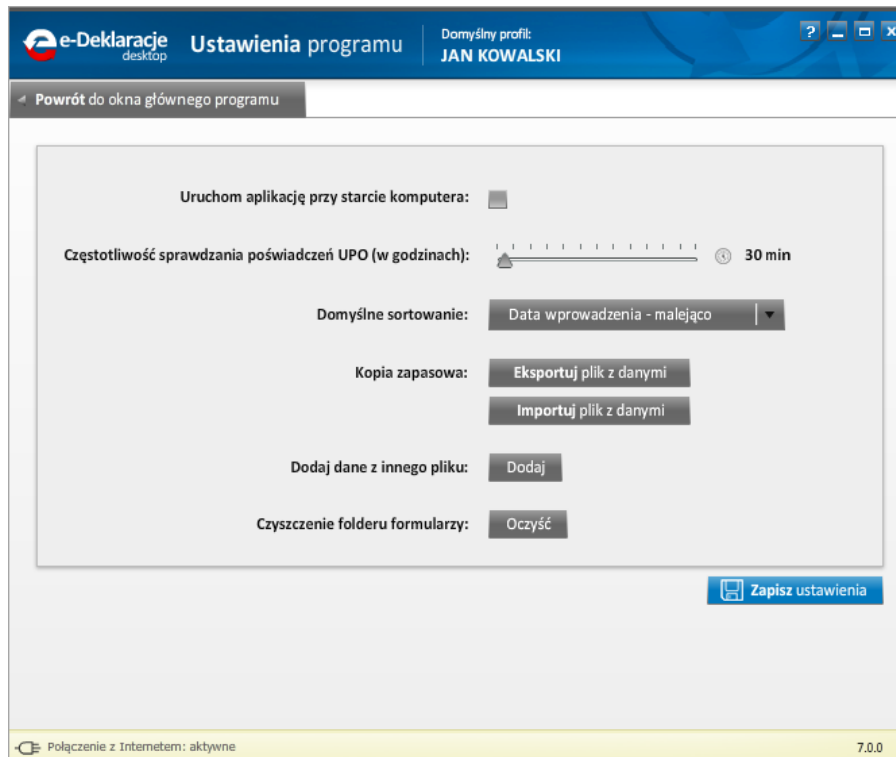 e-Deklaracje
desktop
Ustawienia programu
Domyślny profil:
JAN KOWALSKI
?
x
Powrót do okna głównego programu
Uruchom aplikację przy starcie komputera:
Częstotliwość sprawdzania poświadczeń UPO (w godzinach):
30 min
Domyślne sortowanie:
Data wprowadzenia - malejąco
Kopia zapasowa:
Eksportuj plik z danymi
Importuj plik z danymi
Dodaj dane z innego pliku:
Dodaj
Czyszczenie folderu formularzy:
Oczyść
Zapisz ustawienia
Połączenie z Internetem: aktywne
7.0.0